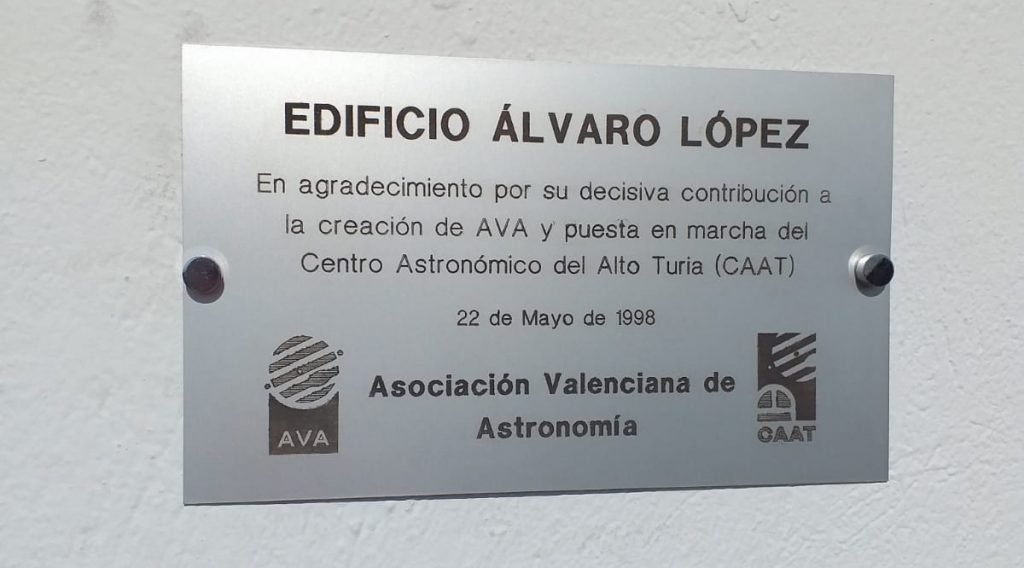 EDIFICIO ÁLVARO LÓPEZ
En agradecimiento por su decisiva contribución a
la creación de AVA y puesta en marcha del
Centro Astronómico del Alto Turia (CAAT)
22 de Mayo de 1998
Asociación Valenciana de
Astronomía
AVA
CAAT